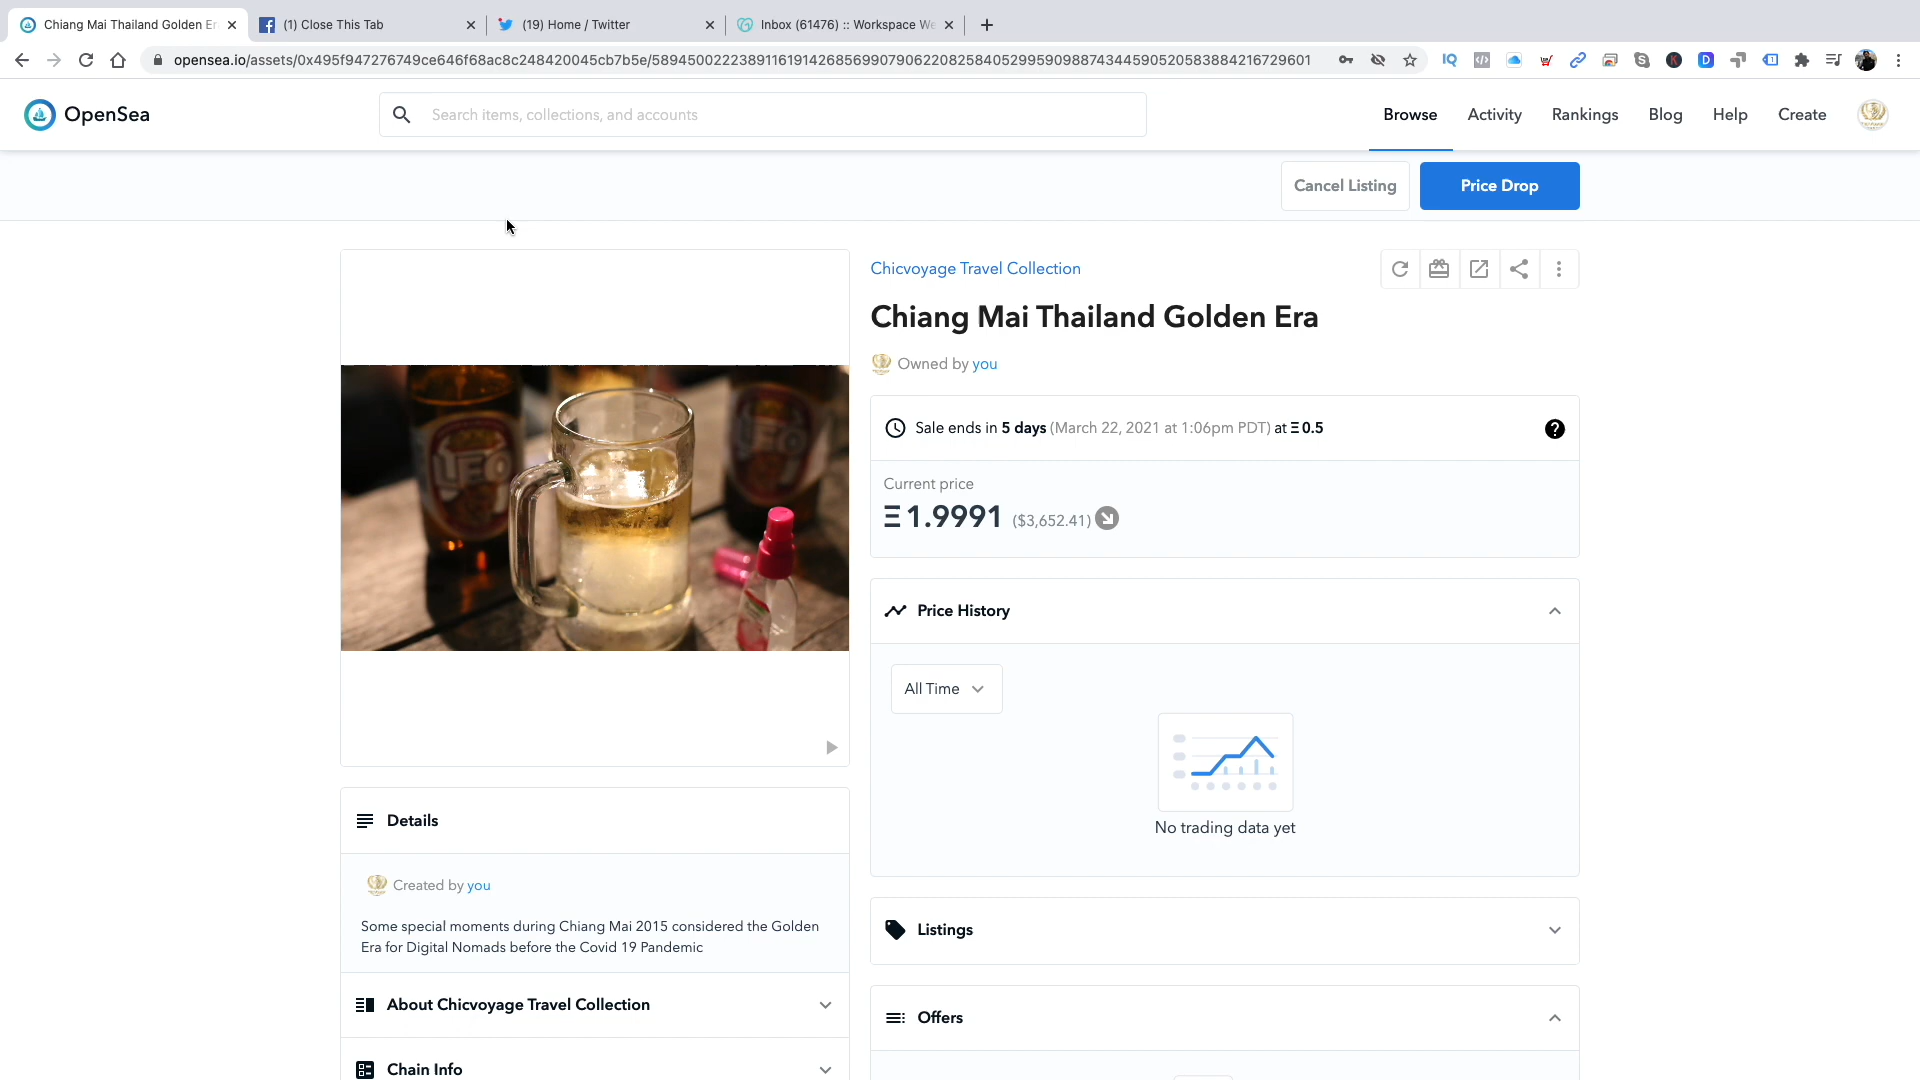 Chiang Mai Thailand Golden Er
(1) Close This Tab
(19) Home / Twitter
Inbox (61476) :: Workspace We
opensea.io/assets/0x495f947276749ce646f68ac8c248420045cb7b5e/58945002223891161914268569907906220825840529959098874344590520583884216729601
OpenSea
Search items, collections, and accounts
Browse
Activity
Rankings
Blog
Help
Create
Cancel Listing
Price Drop
Chicvoyage Travel Collection
Chiang Mai Thailand Golden Era
Owned by you
Sale ends in 5 days (March 22, 2021 at 1:06pm PDT) at Ξ 0.5
Current price
Ξ 1.9991 ($3,652.41)
Price History
All Time
No trading data yet
LEO
Details
Created by you
Some special moments during Chiang Mai 2015 considered the Golden
Era for Digital Nomads before the Covid 19 Pandemic
Listings
About Chicvoyage Travel Collection
Offers
Chain Info